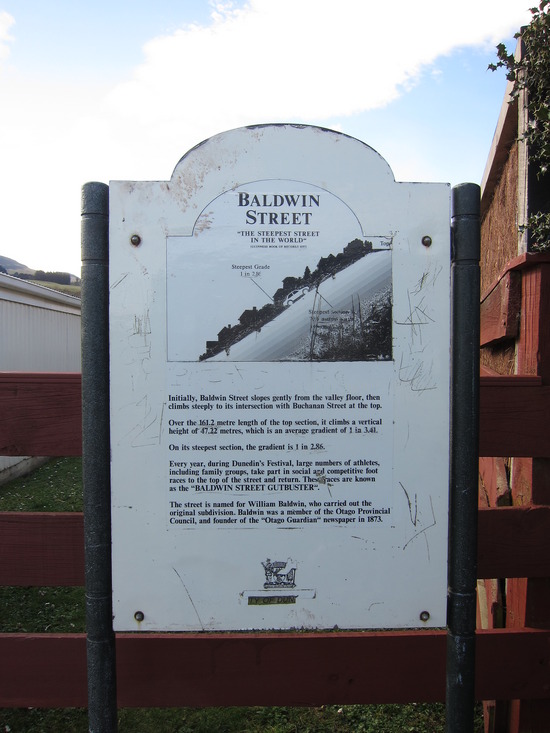 BALDWIN
STREET
"THE STEEPEST STREET
IN THE WORLD"
Top
Steepest Grade
1 in 2.86
Steepest Section
Initially, Baldwin Street slopes gently from the valley floor, then
climbs steeply to its intersection with Buchanan Street at the top.
Over the 161.2 metre length of the top section, it climbs a vertical
height of 47.22 metres, which is an average gradient of 1 in 3.41.
On its steepest section, the gradient is 1 in 2.86.
Every year, during Dunedin's Festival, large numbers of athletes,
including family groups, take part in social and competitive foot
races to the top of the street and return. These races are known
as the "BALDWIN STREET GUTBUSTER".
The street is named for William Baldwin, who carried out the
original subdivision. Baldwin was a member of the Otago Provincial
Council, and founder of the "Otago Guardian" newspaper in 1873.